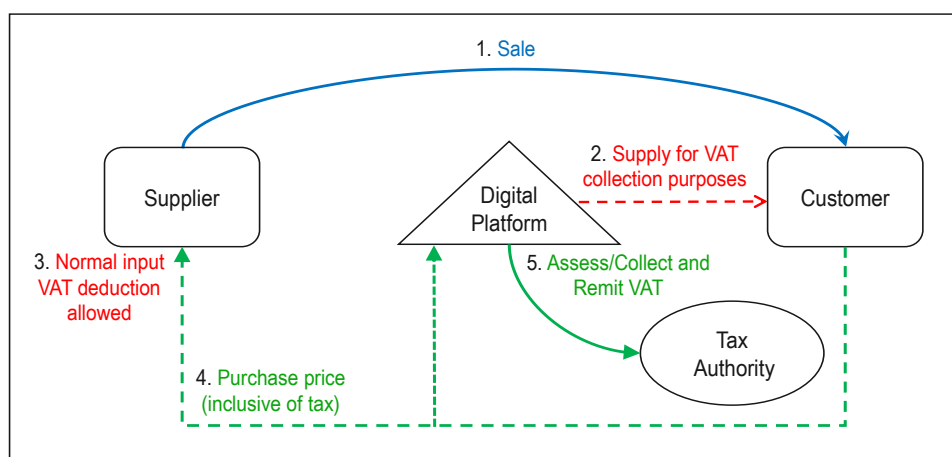 1. Sale
2. Supply for VAT
collection purposes
Supplier
Digital
Platform
Customer
3. Normal input
VAT deduction
allowed
5. Assess/Collect and
Remit VAT
Tax
Authority
4. Purchase price
(inclusive of tax)